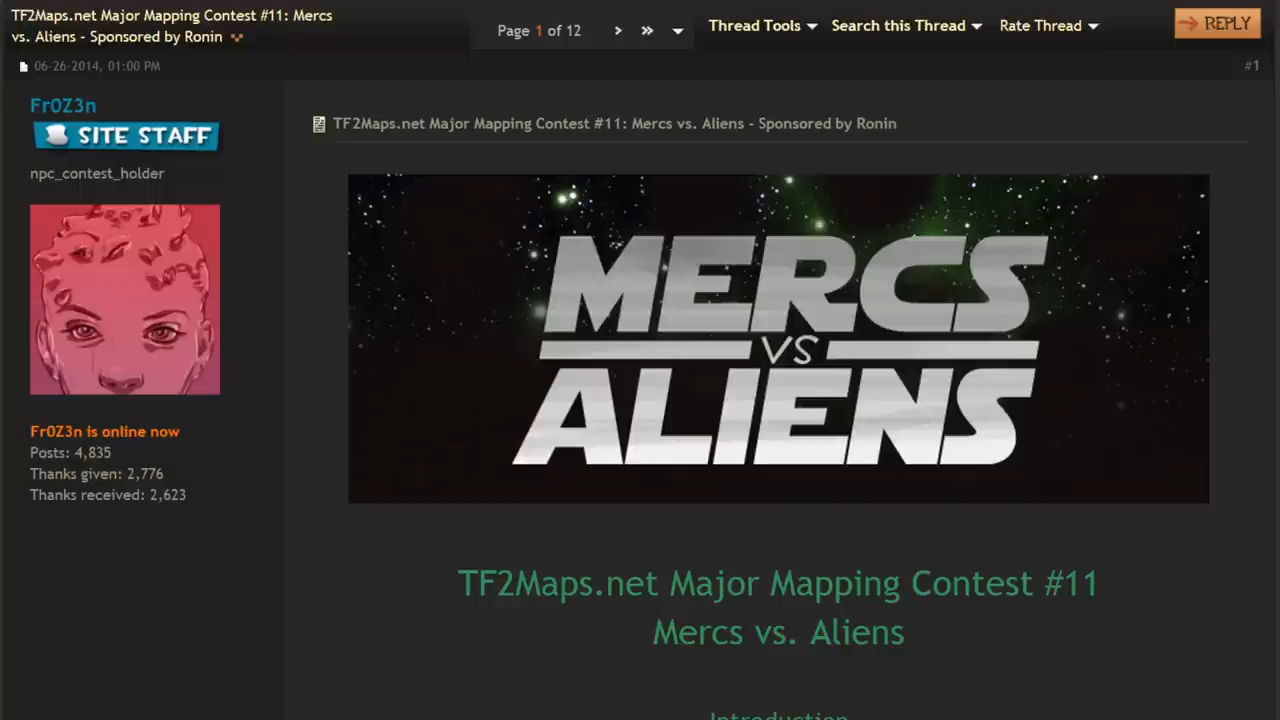 TF2Maps.net Major Mapping Contest #11: Mercs
vs. Aliens - Sponsored by Ronin
Page 1 of 12
Thread Tools
Search this Thread
Rate Thread
REPLY
06-26-2014, 01:00 PM
#1
Fr0Z3n
SITE STAFF
npc_contest_holder
Fr0Z3n is online now
Posts: 4,835
Thanks given: 2,776
Thanks received: 2,623
TF2Maps.net Major Mapping Contest #11: Mercs vs. Aliens - Sponsored by Ronin
MERCS
VS
ALIENS
TF2Maps.net Major Mapping Contest #11
Mercs vs. Aliens
Introduction